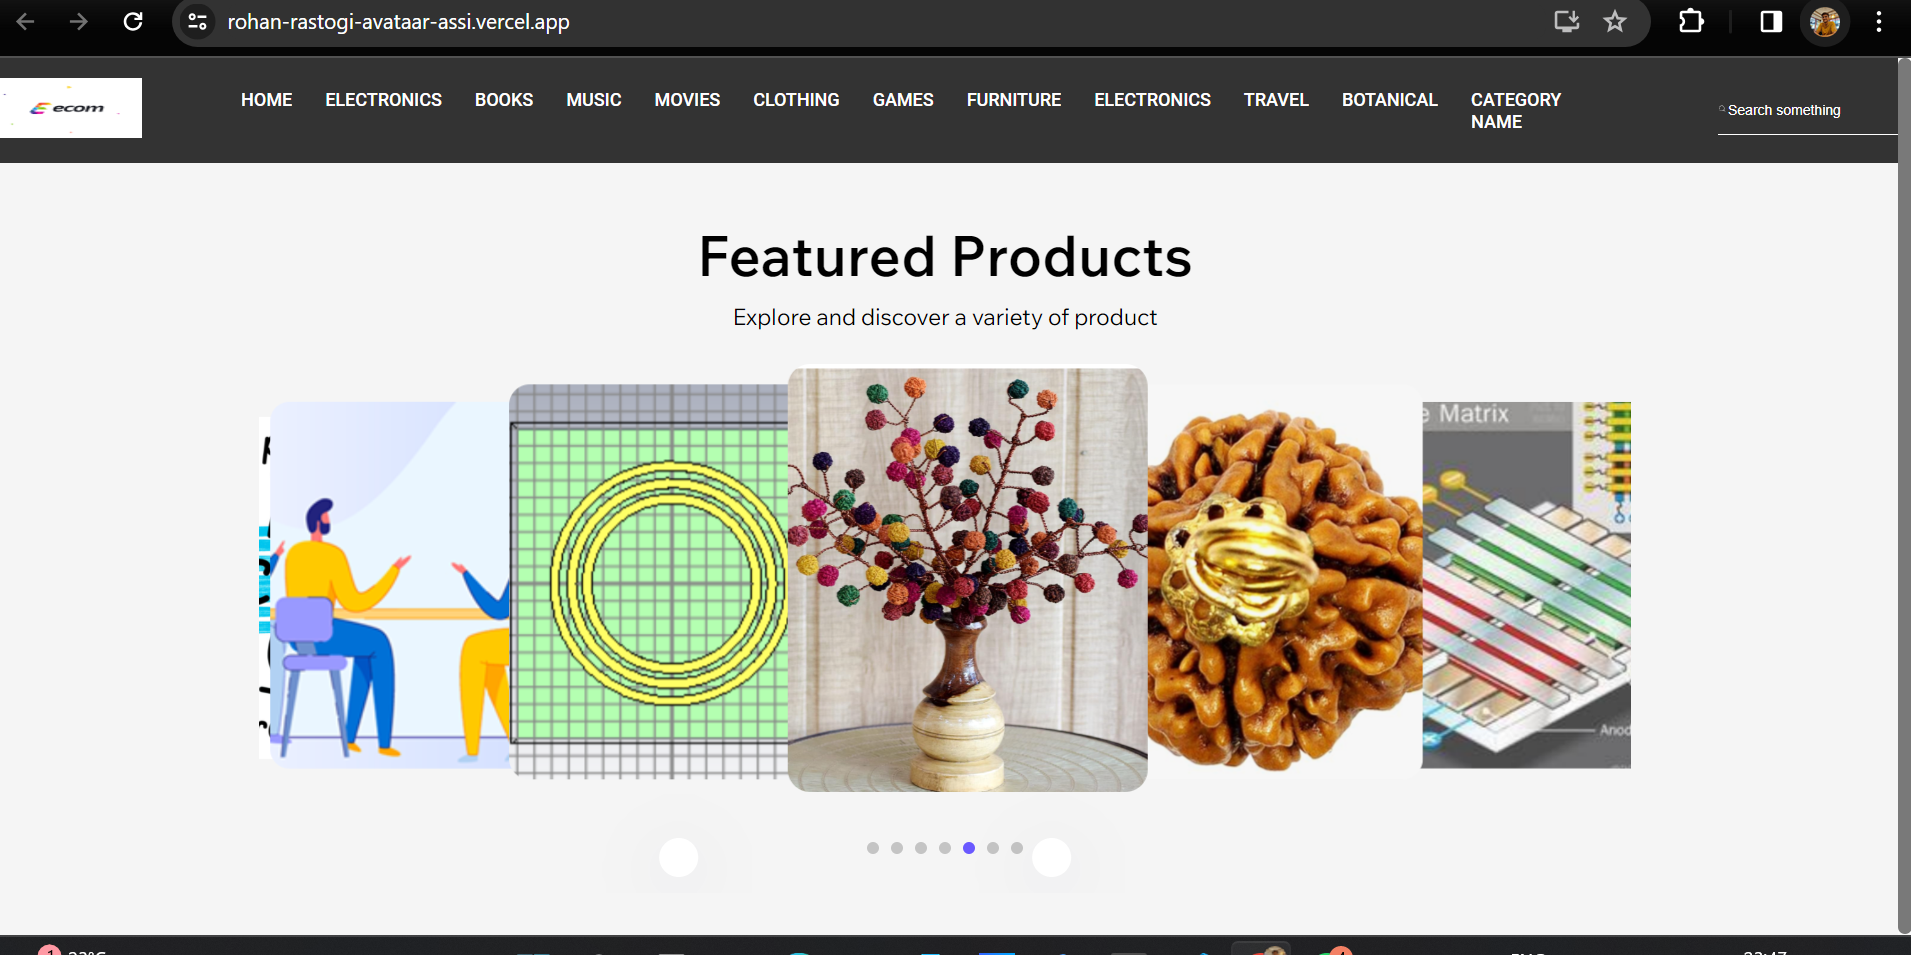 rohan-rastogi-avataar-assi.vercel.app
ecom
HOME ELECTRONICS BOOKS MUSIC MOVIES CLOTHING GAMES FURNITURE ELECTRONICS TRAVEL BOTANICAL CATEGORY
NAME
Search something
Featured Products
Explore and discover a variety of product
Matrix